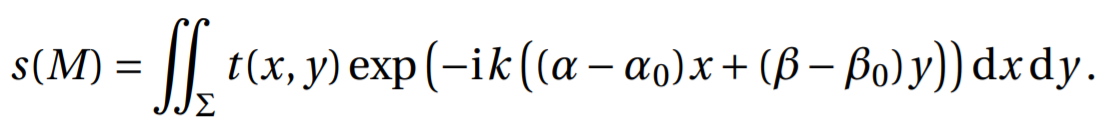 s(M) = ∬_Σ t(x, y) exp(−ik((α − α₀)x + (β − β₀)y)) dx dy.